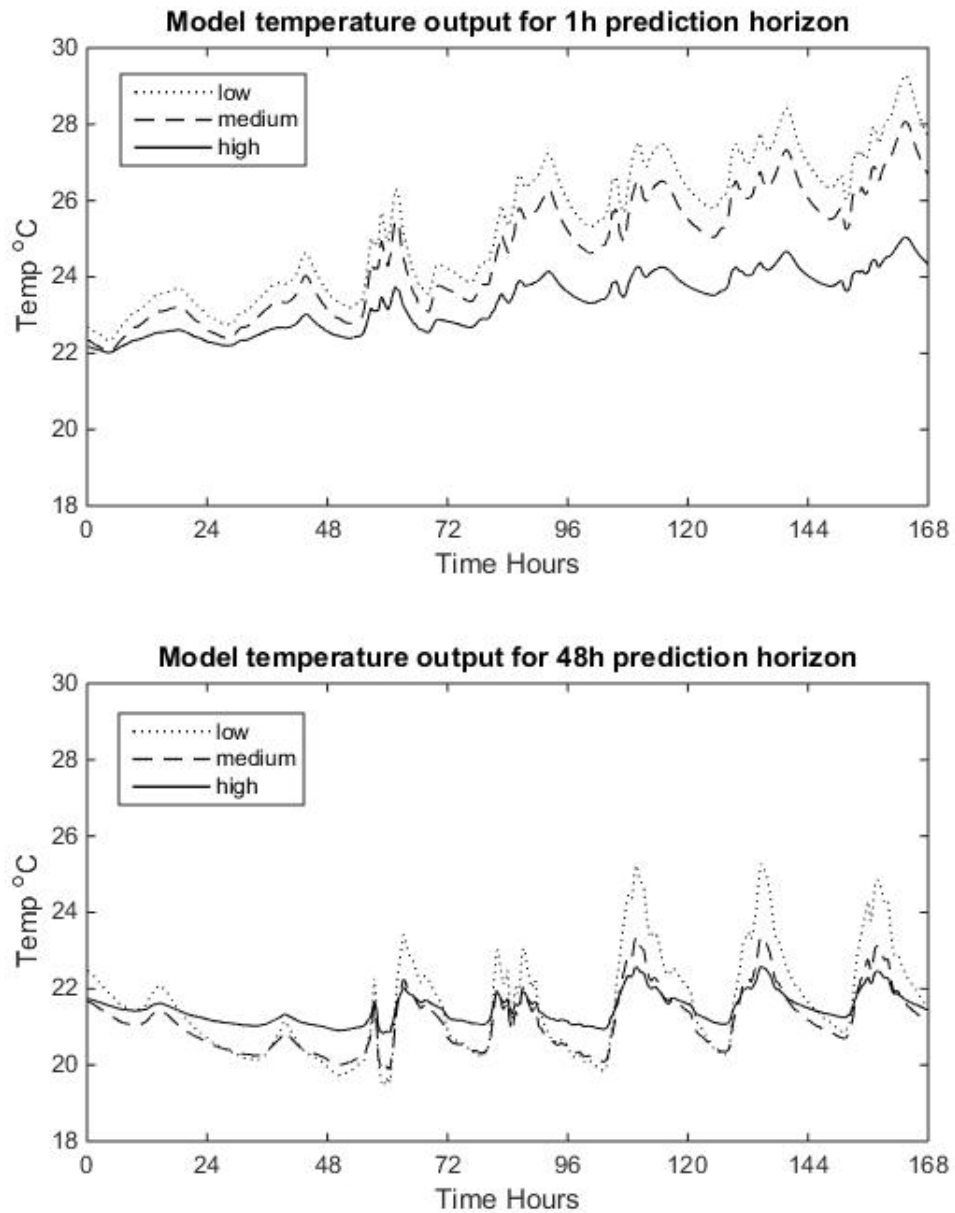 Model temperature output for 1h prediction horizon
30
28
26
24
22
20
18
Temp °C
low
medium
high
0 24 48 72 96 120 144 168
Time Hours
Model temperature output for 48h prediction horizon
30
28
26
24
22
20
18
Temp °C
low
medium
high
0 24 48 72 96 120 144 168
Time Hours